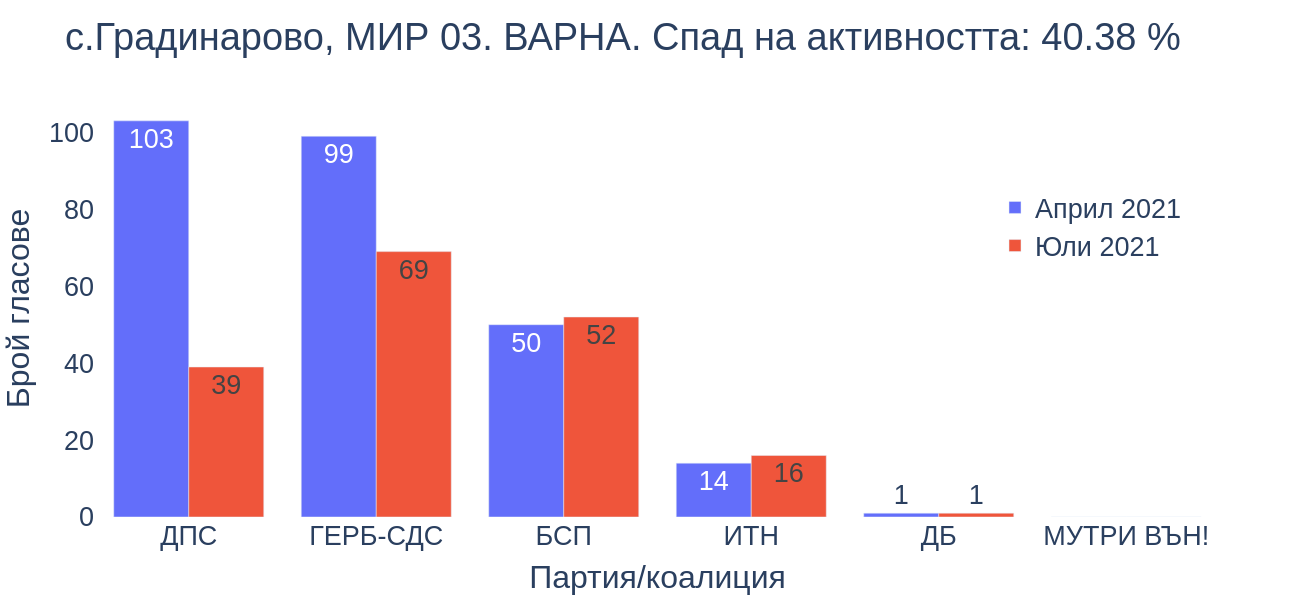 с.Градинарово, МИР 03. ВАРНА. Спад на активността: 40.38 %
Брой гласове
100
80
60
40
20
0
103
39
99
69
50
52
14
16
1
1
Април 2021
Юли 2021
ДПС
ГЕРБ-СДС
БСП
ИТН
ДБ
МУТРИ ВЪН!
Партия/коалиция